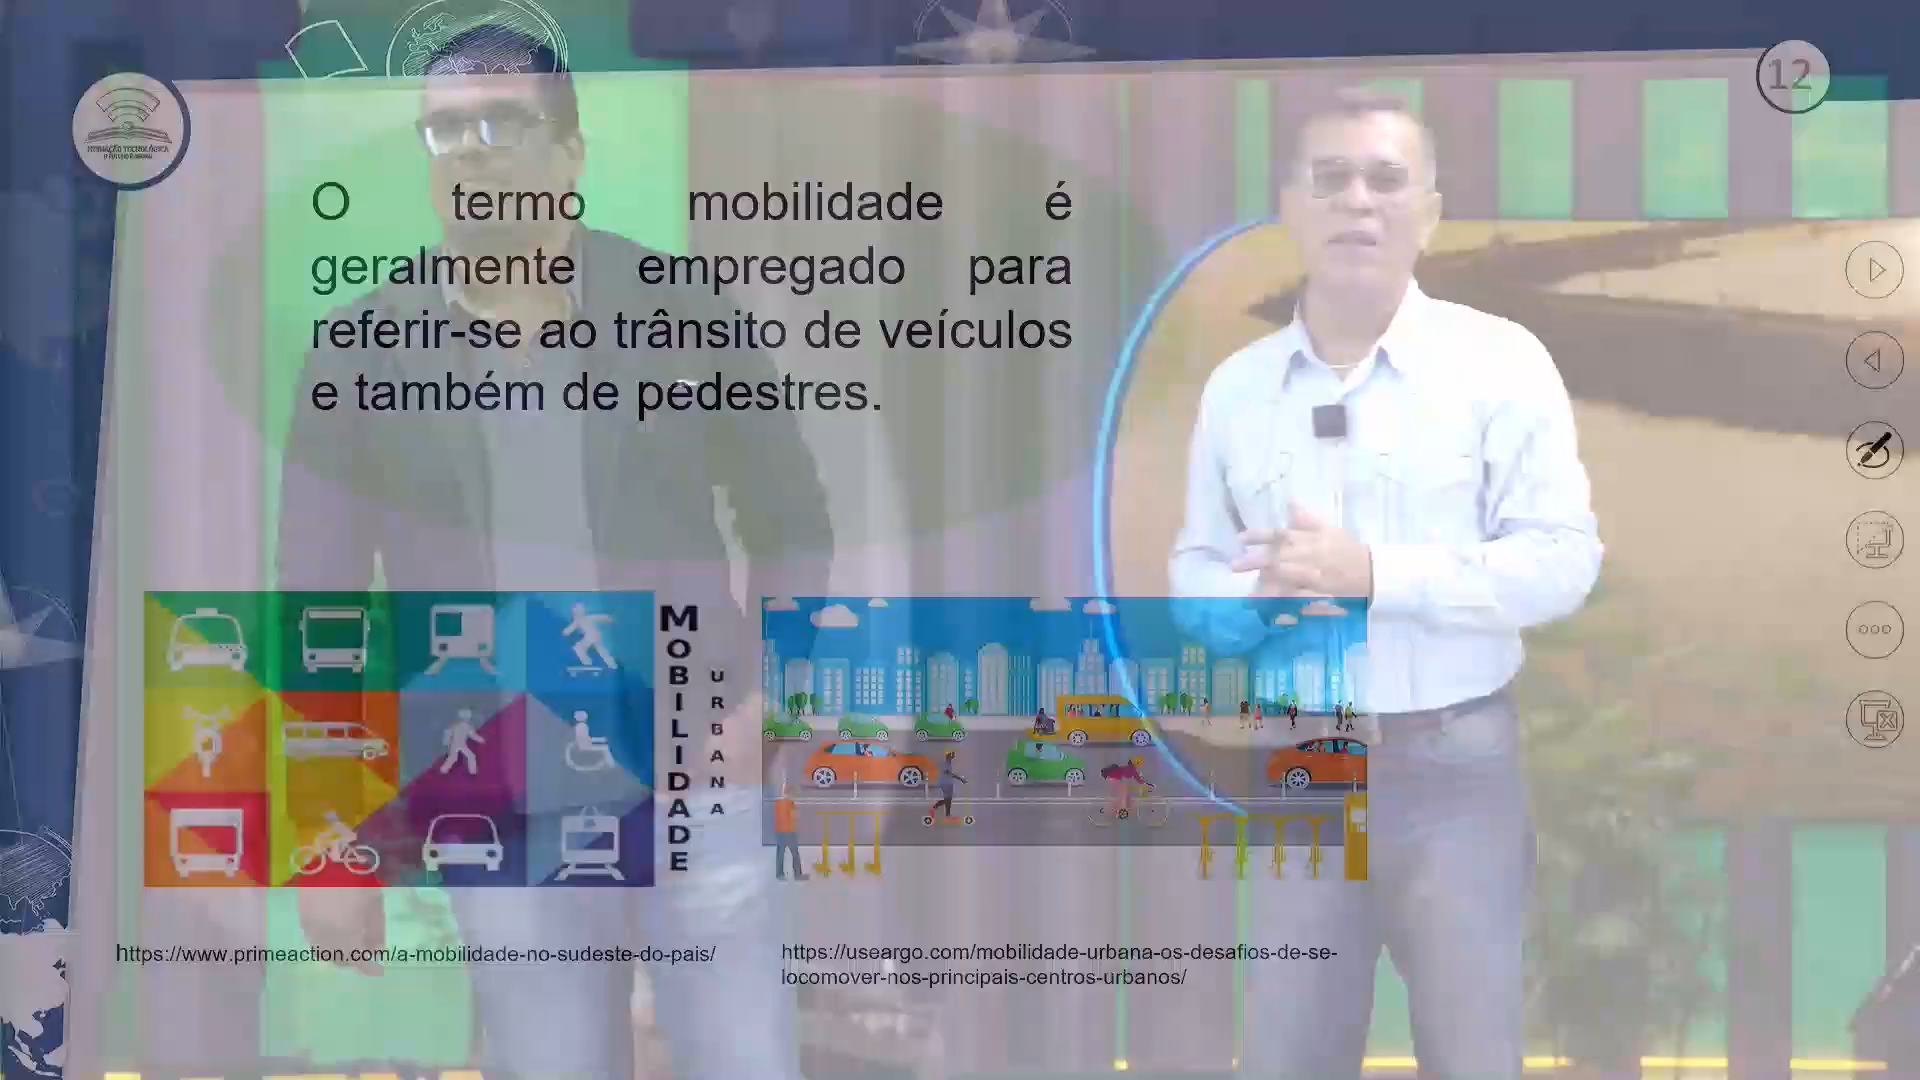 12
O termo mobilidade é
geralmente empregado para
referir-se ao trânsito de veículos
e também de pedestres.
MOBILIDADE
URBANA
https://www.primeaction.com/a-mobilidade-no-sudeste-do-pais/
https://useargo.com/mobilidade-urbana-os-desafios-de-se-
locomover-nos-principais-centros-urbanos/